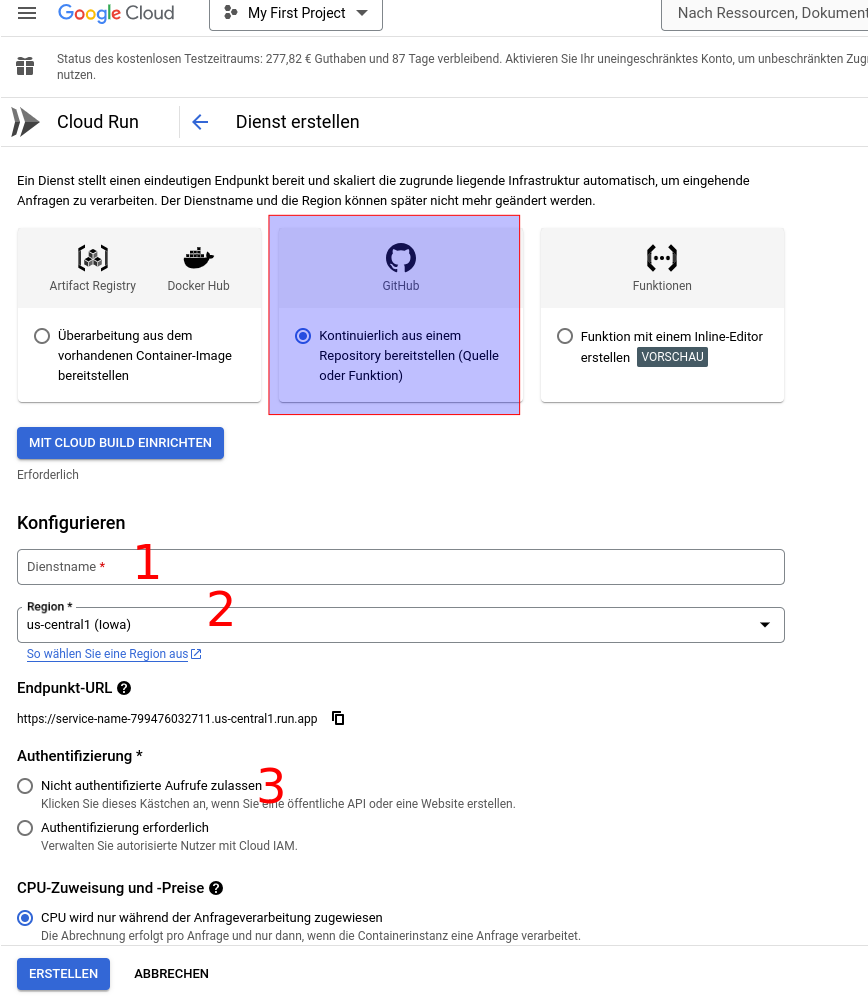 Google Cloud
My First Project
Nach Ressourcen, Dokument
Status des kostenlosen Testzeitraums: 277,82 € Guthaben und 87 Tage verbleibend. Aktivieren Sie Ihr uneingeschränktes Konto, um unbeschränkten Zug
nutzen.
Cloud Run
Dienst erstellen
Ein Dienst stellt einen eindeutigen Endpunkt bereit und skaliert die zugrunde liegende Infrastruktur automatisch, um eingehende
Anfragen zu verarbeiten. Der Dienstname und die Region können später nicht mehr geändert werden.
Artifact Registry
Docker Hub
Überarbeitung aus dem
vorhandenen Container-Image
bereitstellen
GitHub
Kontinuierlich aus einem
Repository bereitstellen (Quelle
oder Funktion)
Funktionen
Funktion mit einem Inline-Editor
erstellen VORSCHAU
MIT CLOUD BUILD EINRICHTEN
Erforderlich
Konfigurieren
Dienstname *
1
Region *
2
us-central1 (Iowa)
So wählen Sie eine Region aus
Endpunkt-URL
https://service-name-799476032711.us-central1.run.app
Authentifizierung *
Nicht authentifizierte Aufrufe zulassen
3
Klicken Sie dieses Kästchen an, wenn Sie eine öffentliche API oder eine Website erstellen.
Authentifizierung erforderlich
Verwalten Sie autorisierte Nutzer mit Cloud IAM.
CPU-Zuweisung und -Preise
CPU wird nur während der Anfrageverarbeitung zugewiesen
Die Abrechnung erfolgt pro Anfrage und nur dann, wenn die Containerinstanz eine Anfrage verarbeitet.
ERSTELLEN
ABBRECHEN